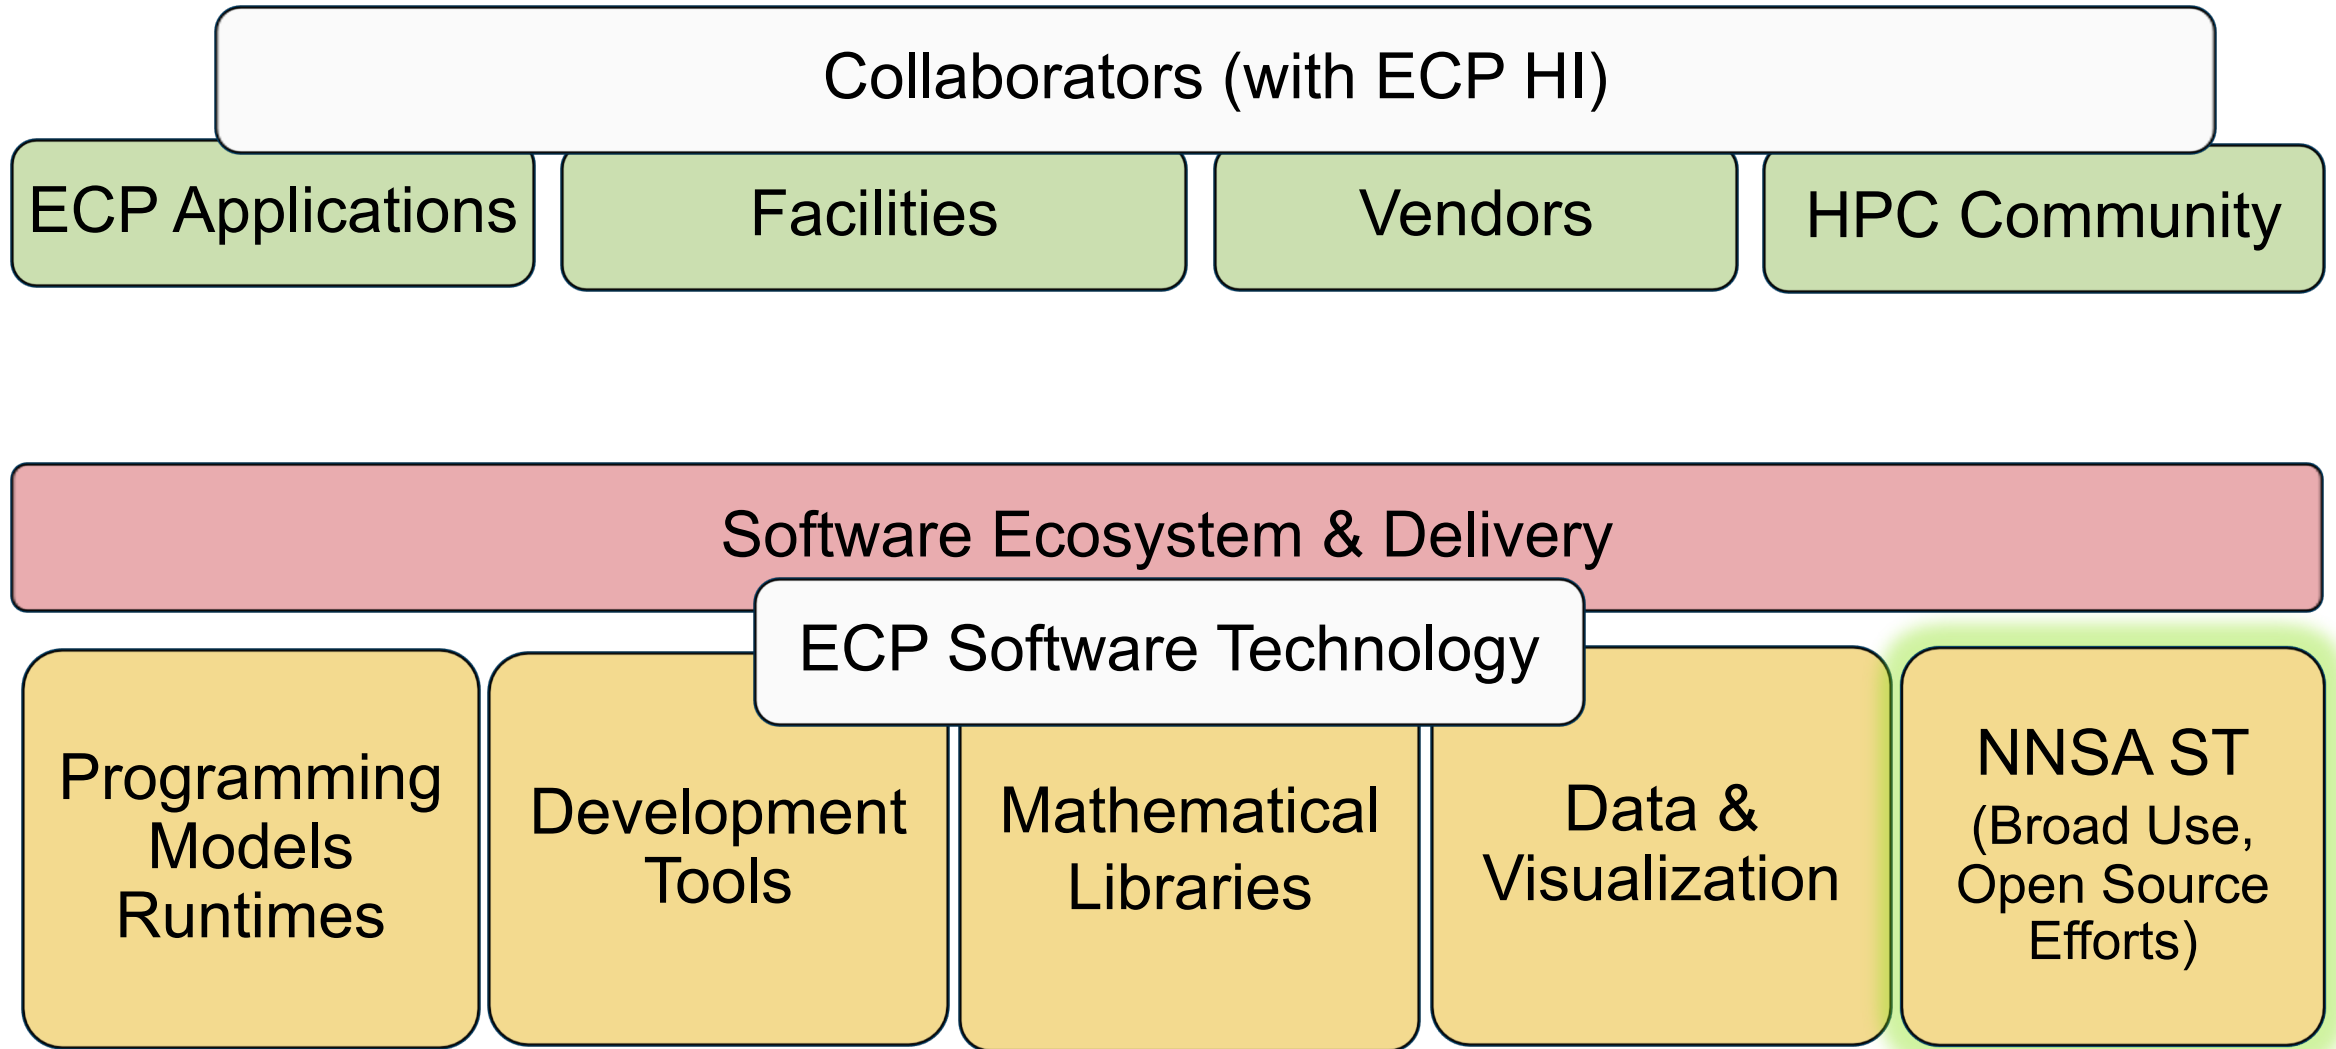 Collaborators (with ECP HI)
ECP Applications
Facilities
Vendors
HPC Community
Software Ecosystem & Delivery
ECP Software Technology
Programming
Models
Runtimes
Development
Tools
Mathematical
Libraries
Data &
Visualization
NNSA ST
(Broad Use,
Open Source
Efforts)